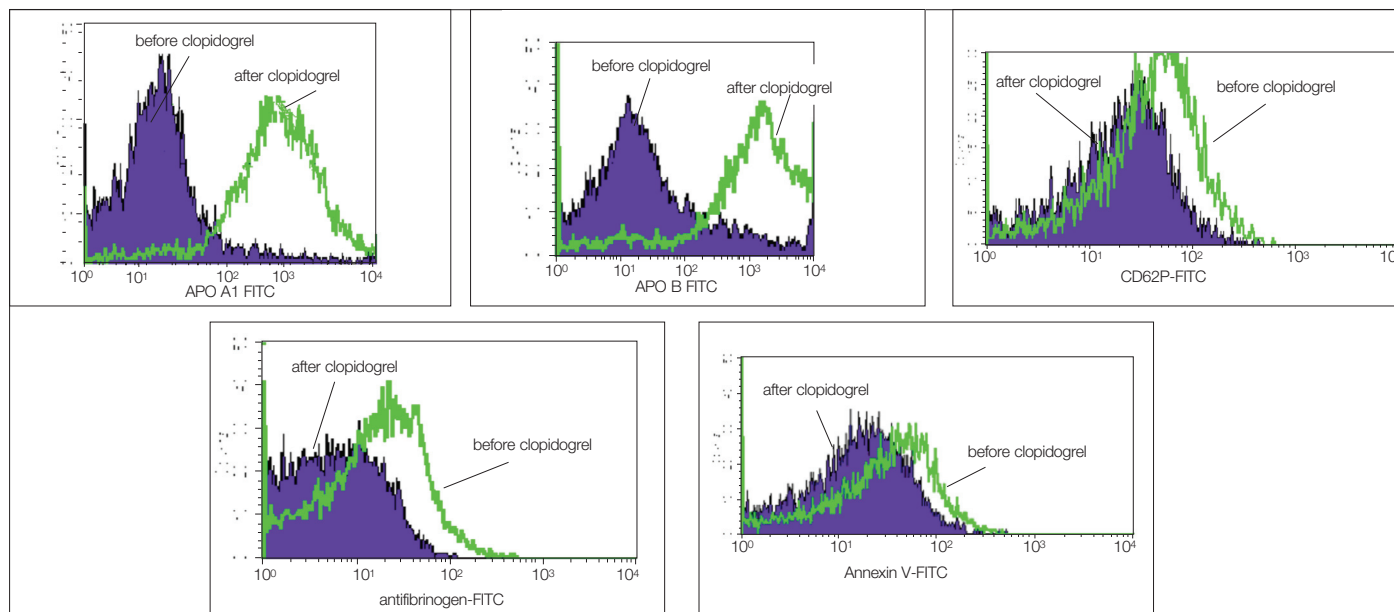 before clopidogrel
after clopidogrel
10⁰ 10¹ 10² 10³ 10⁴
APO A1 FITC
before clopidogrel
after clopidogrel
10⁰ 10¹ 10² 10³ 10⁴
APO B FITC
after clopidogrel
before clopidogrel
10⁰ 10¹ 10² 10³
CD62P-FITC
after clopidogrel
before clopidogrel
10⁰ 10¹ 10² 10³ 10⁴
antifibrinogen-FITC
after clopidogrel
before clopidogrel
10⁰ 10¹ 10² 10³ 10⁴
Annexin V-FITC